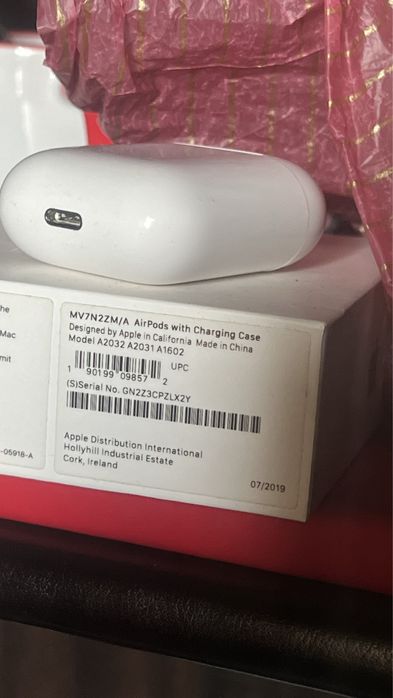 he
Mac
mit
-05918-A
MV7N2ZM/A AirPods with Charging Case
Designed by Apple in California Made in China
Model A2032 A2031 A1602
UPC
1 90199 09857 2
(S)Serial No. GN2Z3CPZLX2Y
Apple Distribution International
Hollyhill Industrial Estate
Cork, Ireland
07/2019